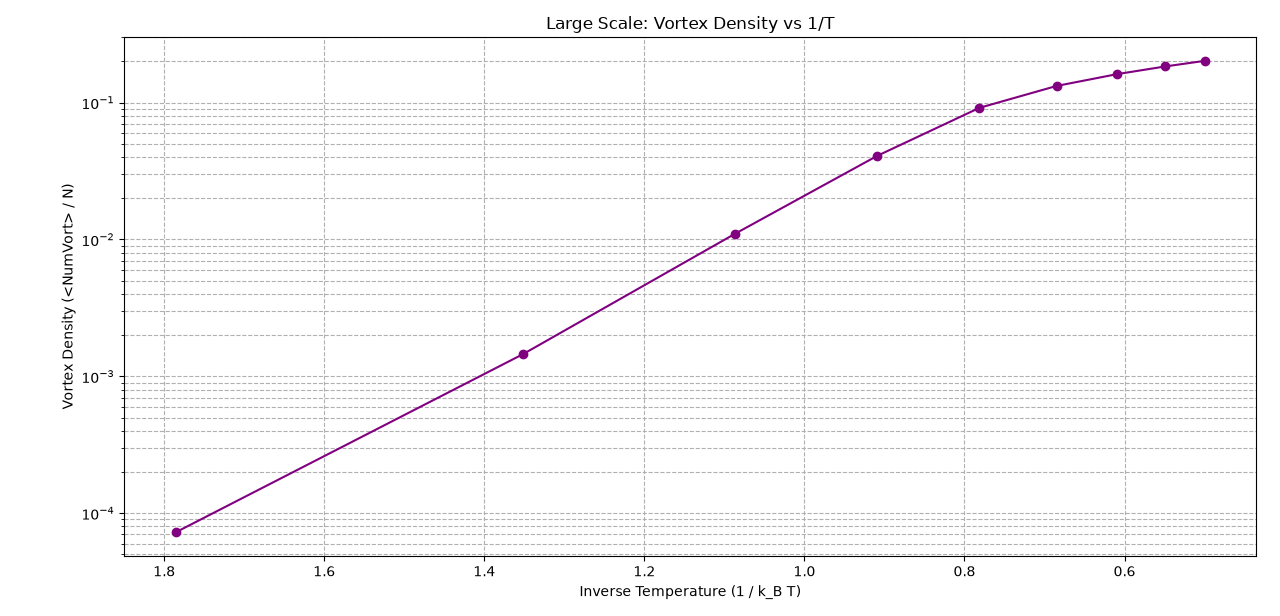 Large Scale: Vortex Density vs 1/T
Vortex Density (<NumVort> / N)
10⁻¹
10⁻²
10⁻³
10⁻⁴
1.8 1.6 1.4 1.2 1.0 0.8 0.6
Inverse Temperature (1 / k_B T)